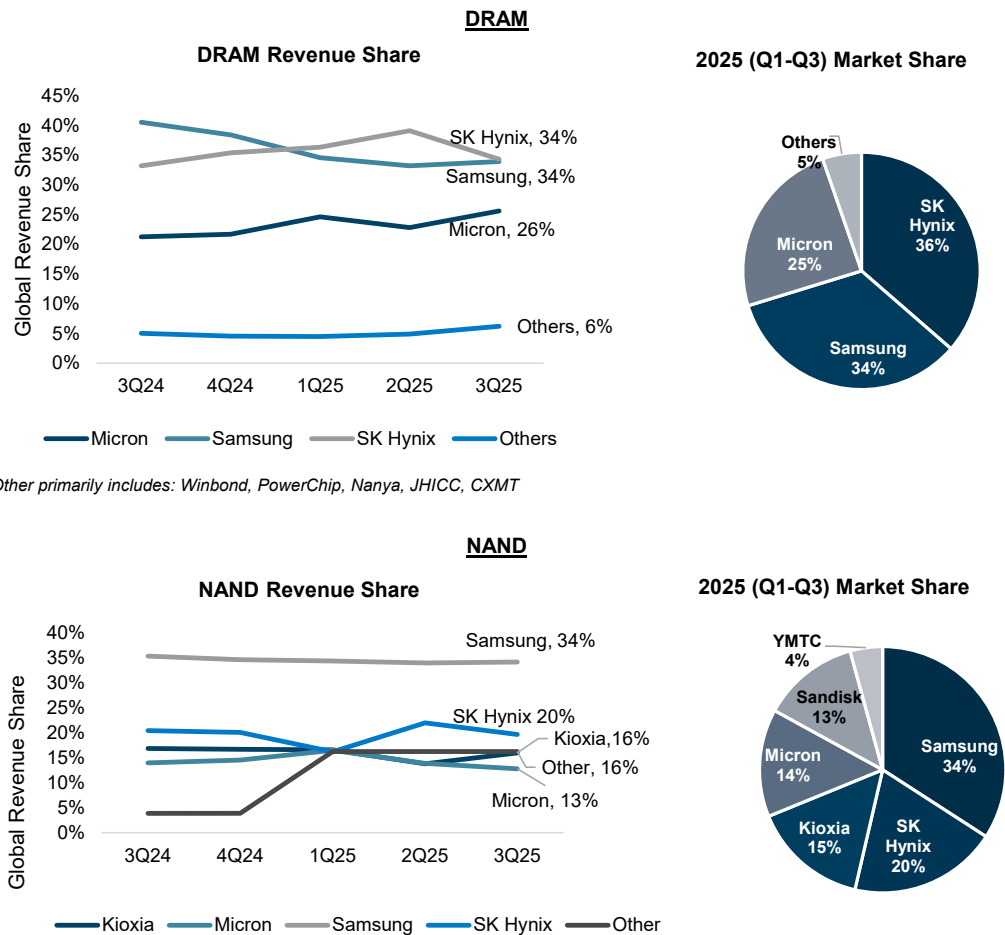 DRAM
DRAM Revenue Share
45%
40%
35%
30%
25%
20%
15%
10%
5%
0%
Global Revenue Share
SK Hynix, 34%
Samsung, 34%
Micron, 26%
Others, 6%
3Q24 4Q24 1Q25 2Q25 3Q25
Micron Samsung SK Hynix Others
2025 (Q1-Q3) Market Share
Others
5%
SK
Hynix
36%
Micron
25%
Samsung
34%
Other primarily includes: Winbond, PowerChip, Nanya, JHICC, CXMT
NAND
NAND Revenue Share
40%
35%
30%
25%
20%
15%
10%
5%
0%
Global Revenue Share
Samsung, 34%
SK Hynix 20%
Kioxia,16%
Other, 16%
Micron, 13%
3Q24 4Q24 1Q25 2Q25 3Q25
Kioxia Micron Samsung SK Hynix Other
2025 (Q1-Q3) Market Share
YMTC
4%
Sandisk
13%
Samsung
34%
Micron
14%
Kioxia
15%
SK
Hynix
20%